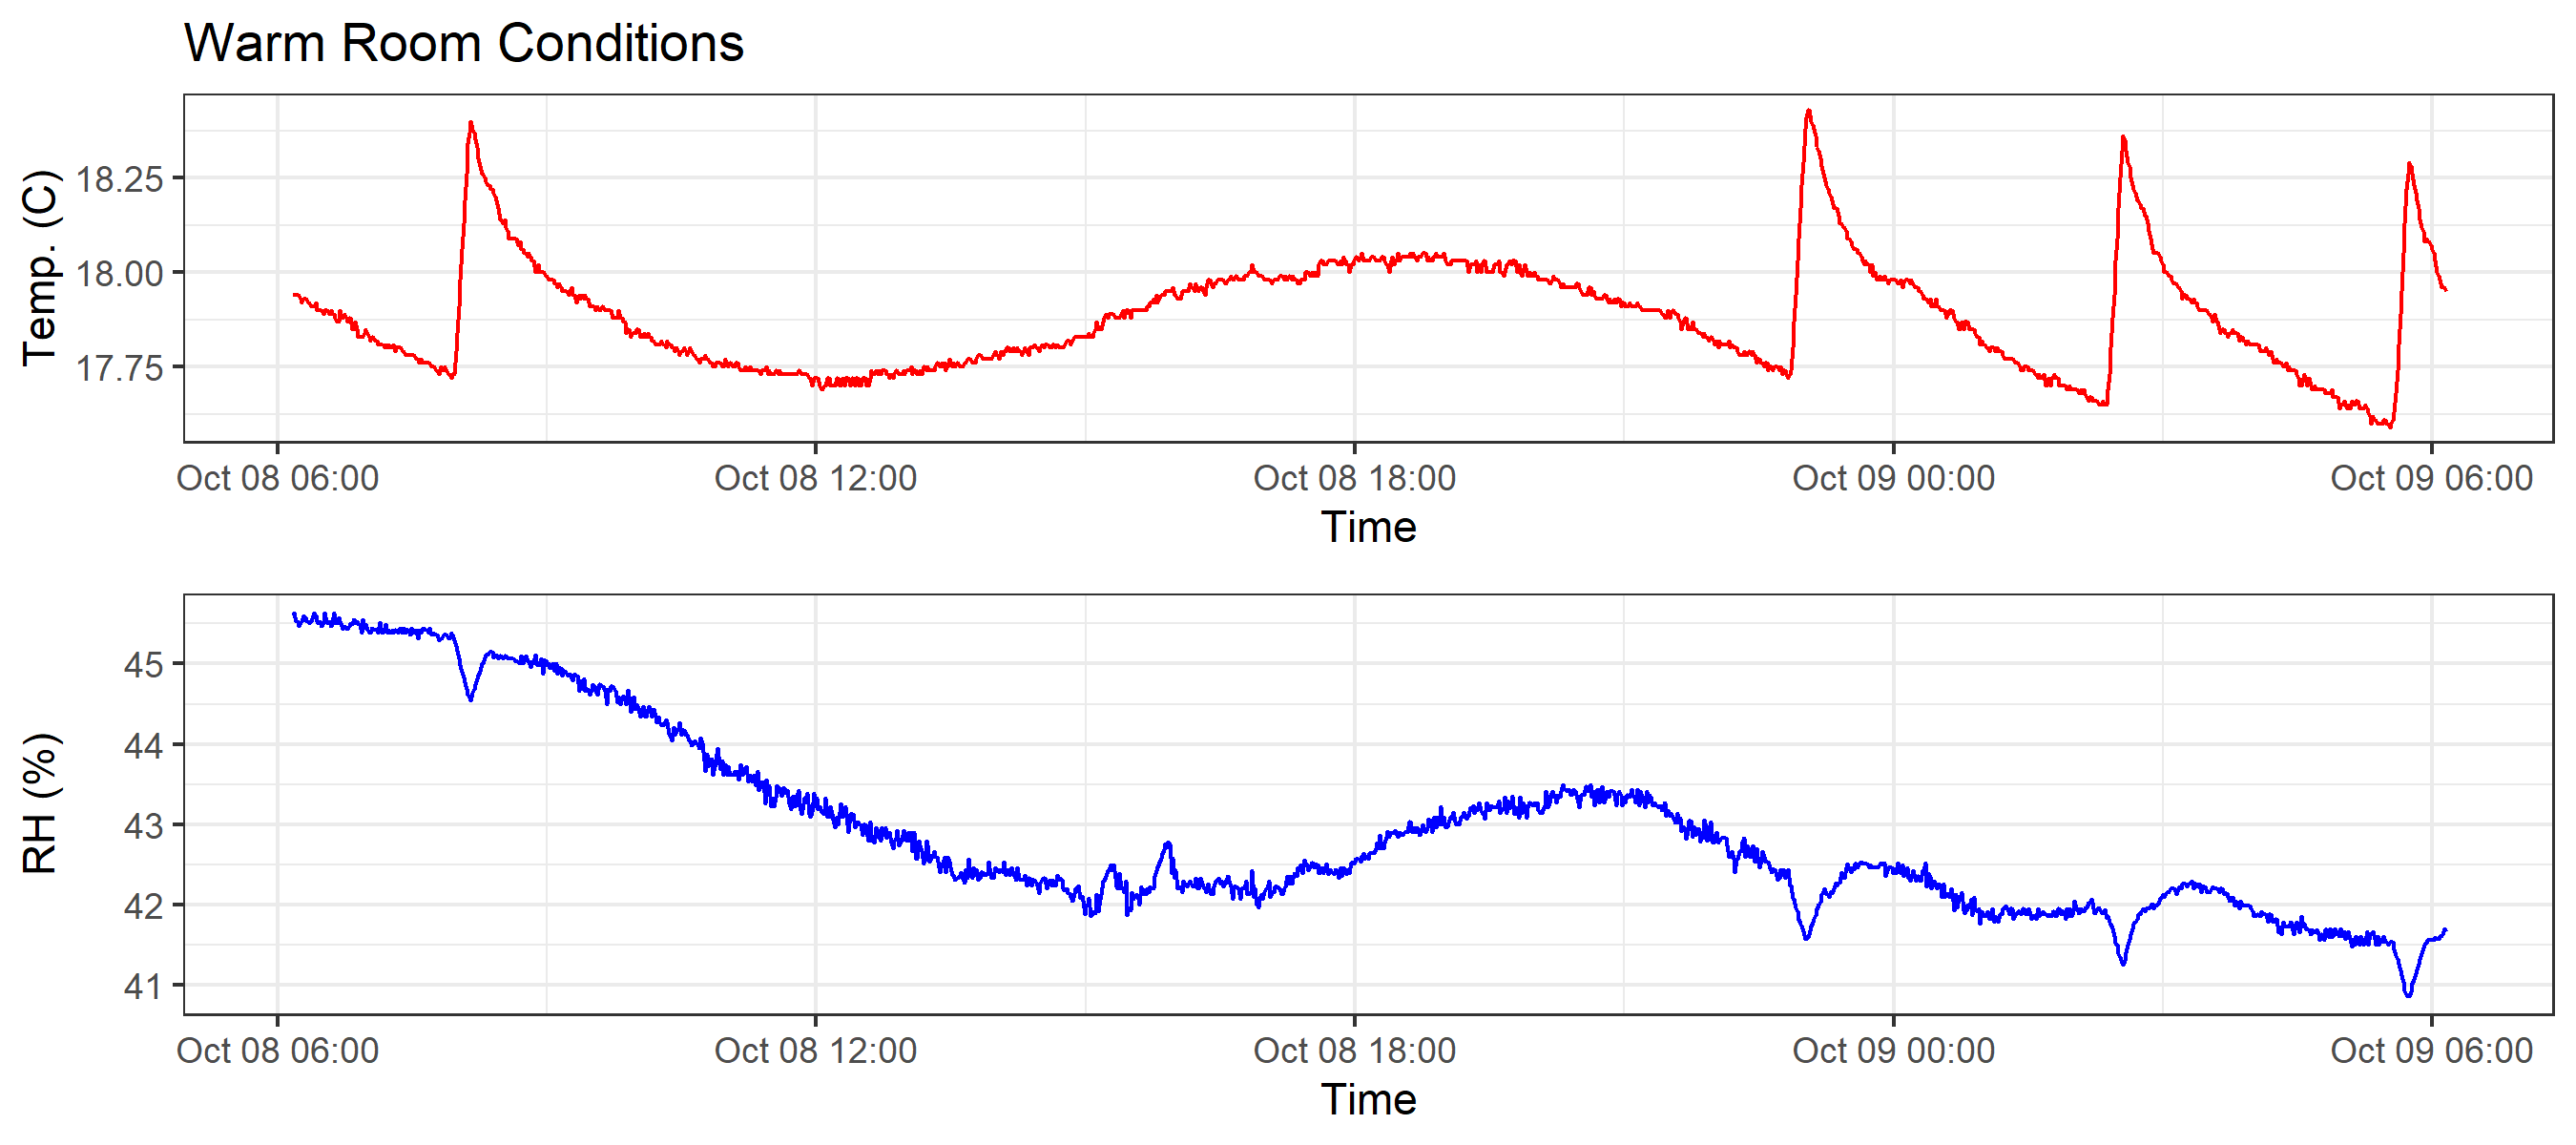 Warm Room Conditions
Temp. (C)
18.25
18.00
17.75
Oct 08 06:00 Oct 08 12:00 Oct 08 18:00 Oct 09 00:00 Oct 09 06:00
Time
RH (%)
45
44
43
42
41
Oct 08 06:00 Oct 08 12:00 Oct 08 18:00 Oct 09 00:00 Oct 09 06:00
Time